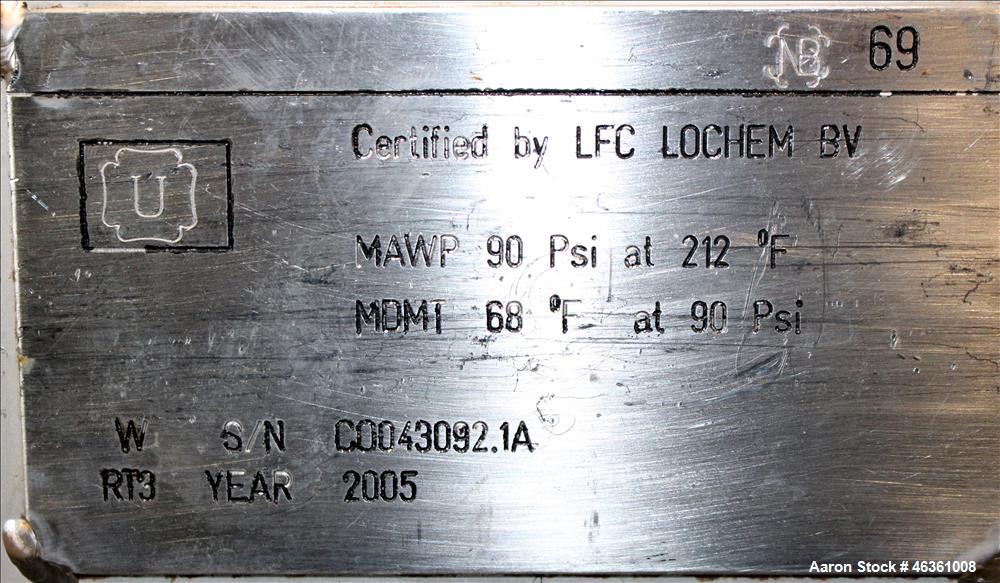 NB 69
U
Certified by LFC LOCHEM BV
MAWP 90 Psi at 212 °F
MDMT 68 °F at 90 Psi
W S/N CO043092.1A
RT3 YEAR 2005
Aaron Stock # 46361008